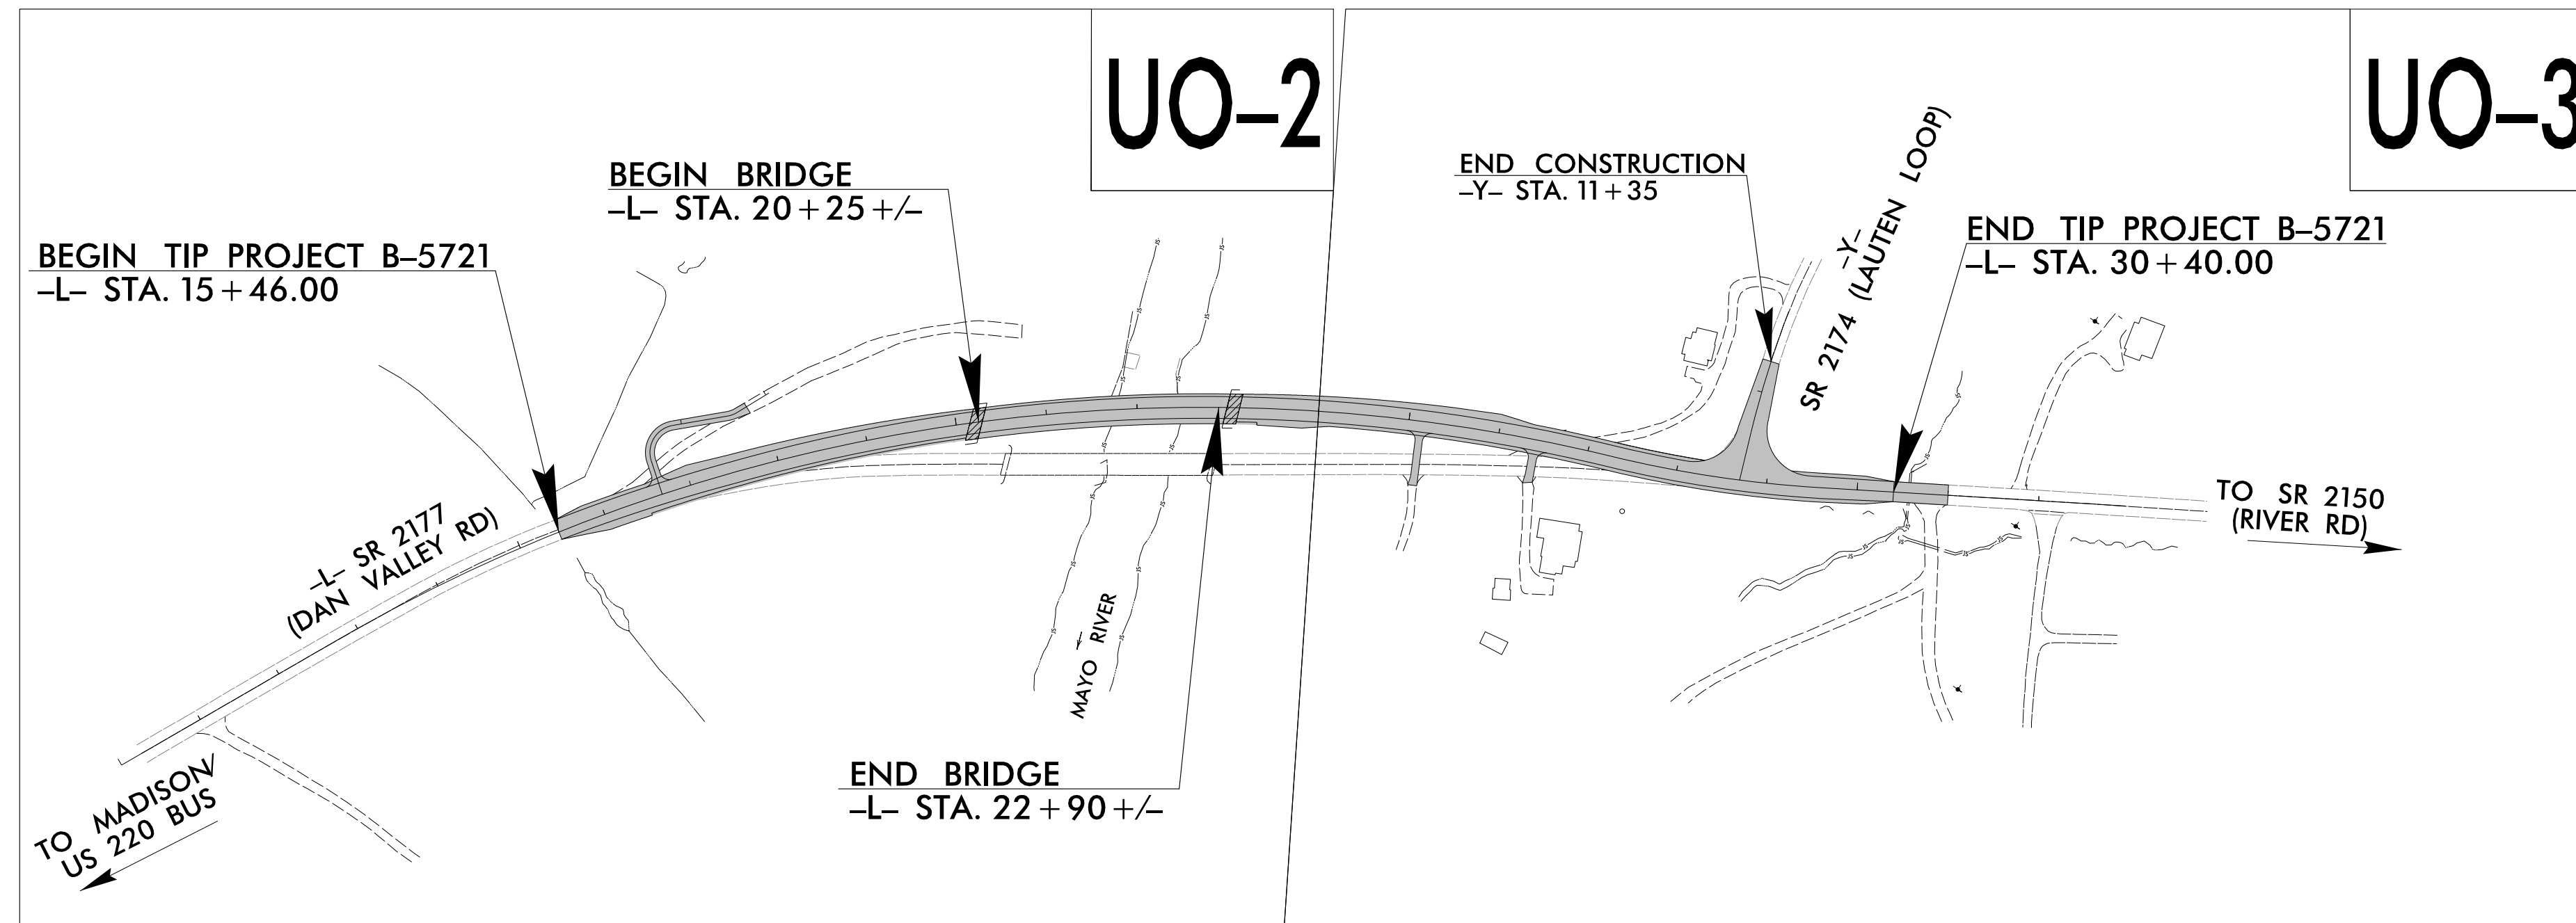 UO–2
UO–3
BEGIN BRIDGE
–L– STA. 20+25 +/–
END CONSTRUCTION
–Y– STA. 11+35
BEGIN TIP PROJECT B–5721
–L– STA. 15+46.00
–Y–
SR 2174 (LAUTEN LOOP)
END TIP PROJECT B–5721
–L– STA. 30+40.00
–L– SR 2177
(DAN VALLEY RD)
TO SR 2150
(RIVER RD)
MAYO RIVER
END BRIDGE
–L– STA. 22+90 +/–
TO MADISON/
US 220 BUS